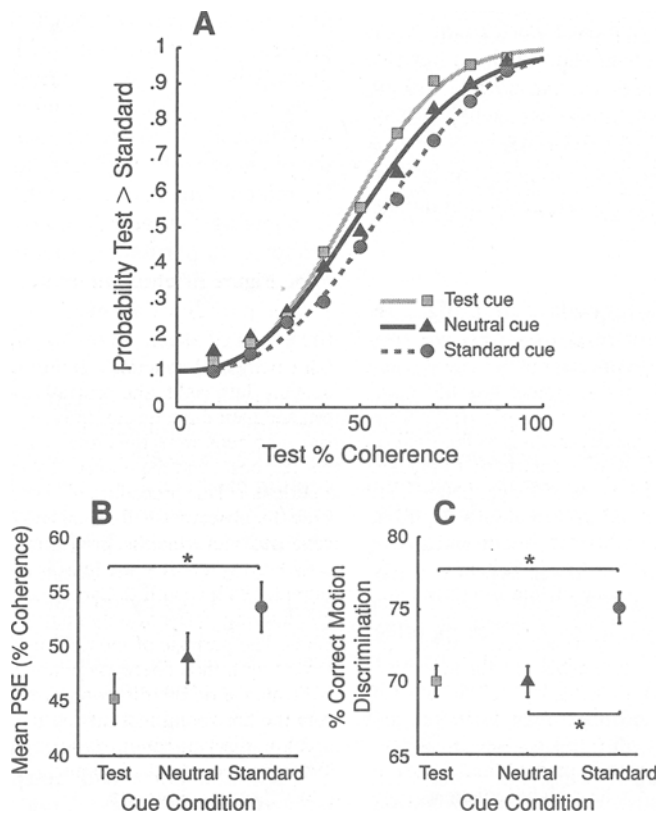 A
Probability Test > Standard
1
.9
.8
.7
.6
.5
.4
.3
.2
.1
0
0
50
100
Test % Coherence
Test cue
Neutral cue
Standard cue
B
Mean PSE (% Coherence)
60
55
50
45
40
*
Test
Neutral
Standard
Cue Condition
C
% Correct Motion
Discrimination
80
75
70
65
*
*
Test
Neutral
Standard
Cue Condition